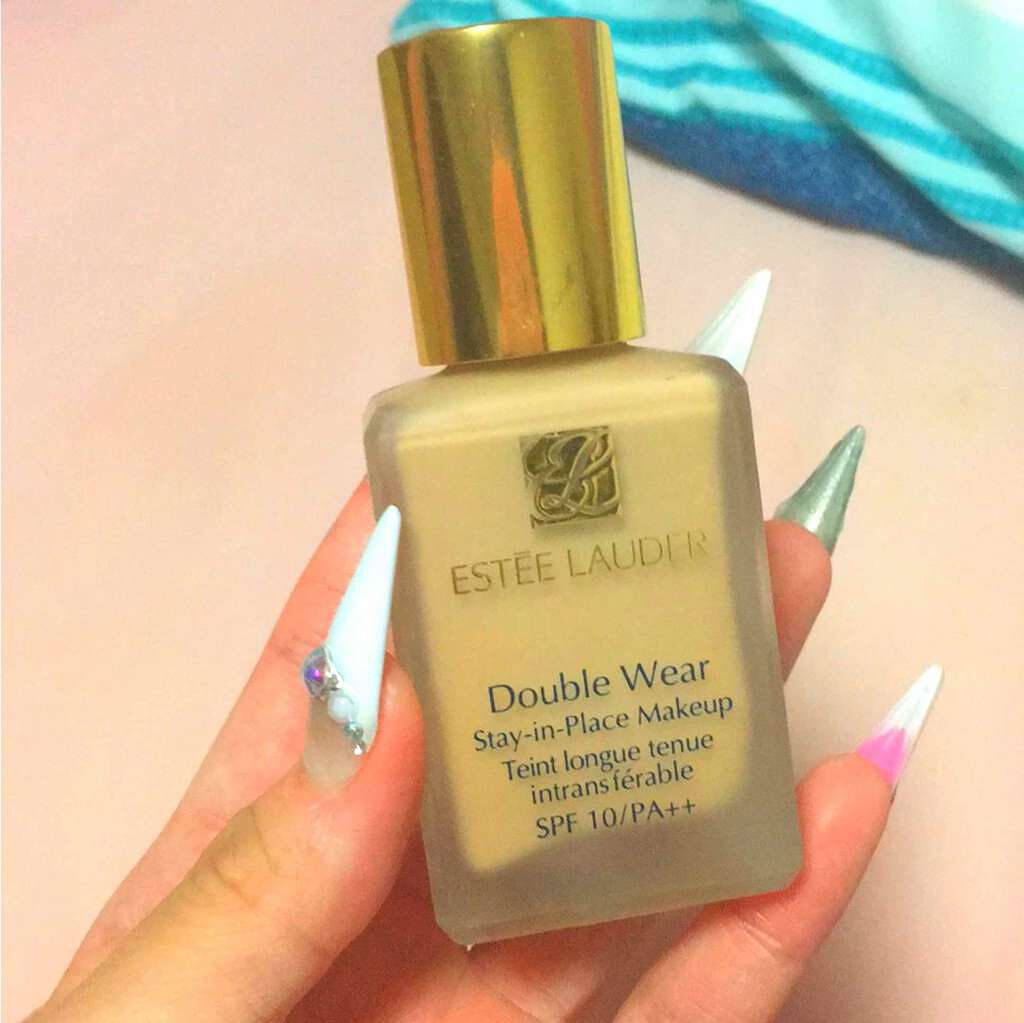 ESTĒE LAUDER
Double Wear
Stay-in-Place Makeup
Teint longue tenue
intransférable
SPF 10/PA++